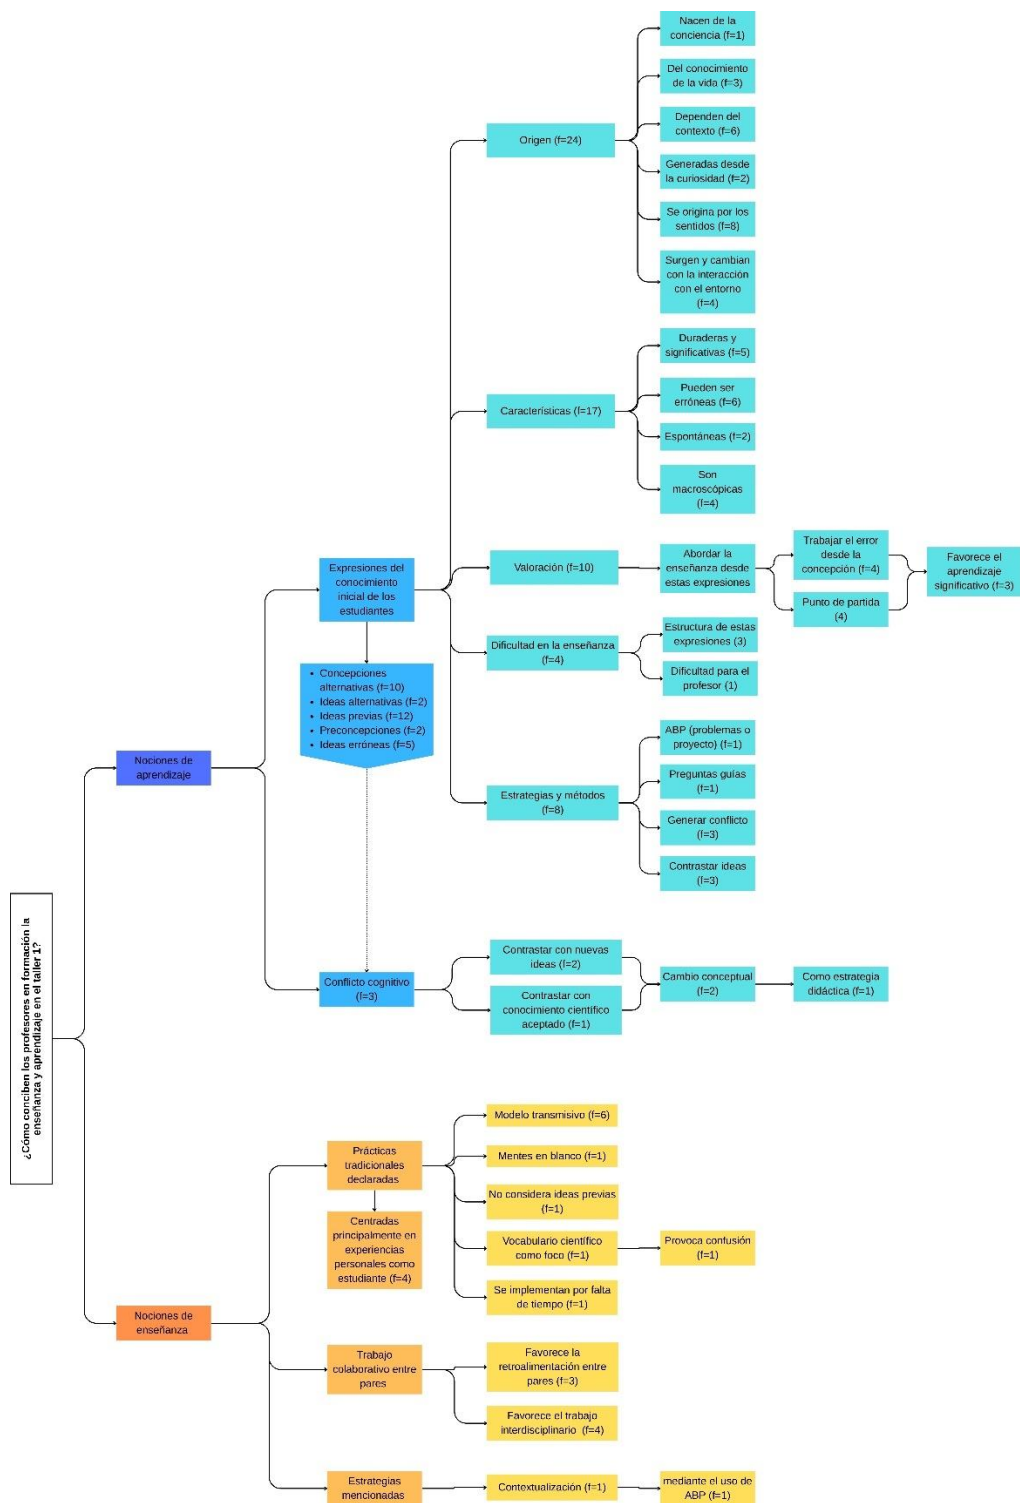 ¿Cómo conciben los profesores en formación la
enseñanza y aprendizaje en el taller 1?
Nociones de
aprendizaje
Expresiones del
conocimiento
inicial de los
estudiantes
• Concepciones
alternativas (f=10)
• Ideas alternativas (f=2)
• Ideas previas (f=12)
• Preconcepciones (f=2)
• Ideas erróneas (f=5)
Origen (f=24)
Nacen de la
conciencia (f=1)
Del conocimiento
de la vida (f=3)
Dependen del
contexto (f=6)
Generadas desde
la curiosidad (f=2)
Se origina por los
sentidos (f=8)
Surgen y cambian
con la interacción
con el entorno
(f=4)
Características (f=17)
Duraderas y
significativas (f=5)
Pueden ser
erróneas (f=6)
Espontáneas (f=2)
Son
macroscópicas
(f=4)
Valoración (f=10)
Abordar la
enseñanza desde
estas expresiones
Trabajar el error
desde la
concepción (f=4)
Punto de partida
(4)
Favorece el
aprendizaje
significativo (f=3)
Dificultad en la enseñanza
(f=4)
Estructura de estas
expresiones (3)
Dificultad para el
profesor (1)
Estrategias y métodos
(f=8)
ABP (problemas o
proyecto) (f=1)
Preguntas guías
(f=1)
Generar conflicto
(f=3)
Contrastar ideas
(f=3)
Conflicto cognitivo
(f=3)
Contrastar con nuevas
ideas (f=2)
Contrastar con
conocimiento científico
aceptado (f=1)
Cambio conceptual
(f=2)
Como estrategia
didáctica (f=1)
Nociones de
enseñanza
Prácticas
tradicionales
declaradas
Centradas
principalmente en
experiencias
personales como
estudiante (f=4)
Modelo transmisivo (f=6)
Mentes en blanco (f=1)
No considera ideas previas
(f=1)
Vocabulario científico
como foco (f=1)
Provoca confusión
(f=1)
Se implementan por falta
de tiempo (f=1)
Trabajo
colaborativo entre
pares
Favorece la
retroalimentación entre
pares (f=3)
Favorece el trabajo
interdisciplinario (f=4)
Estrategias
mencionadas
Contextualización (f=1)
mediante el uso de
ABP (f=1)